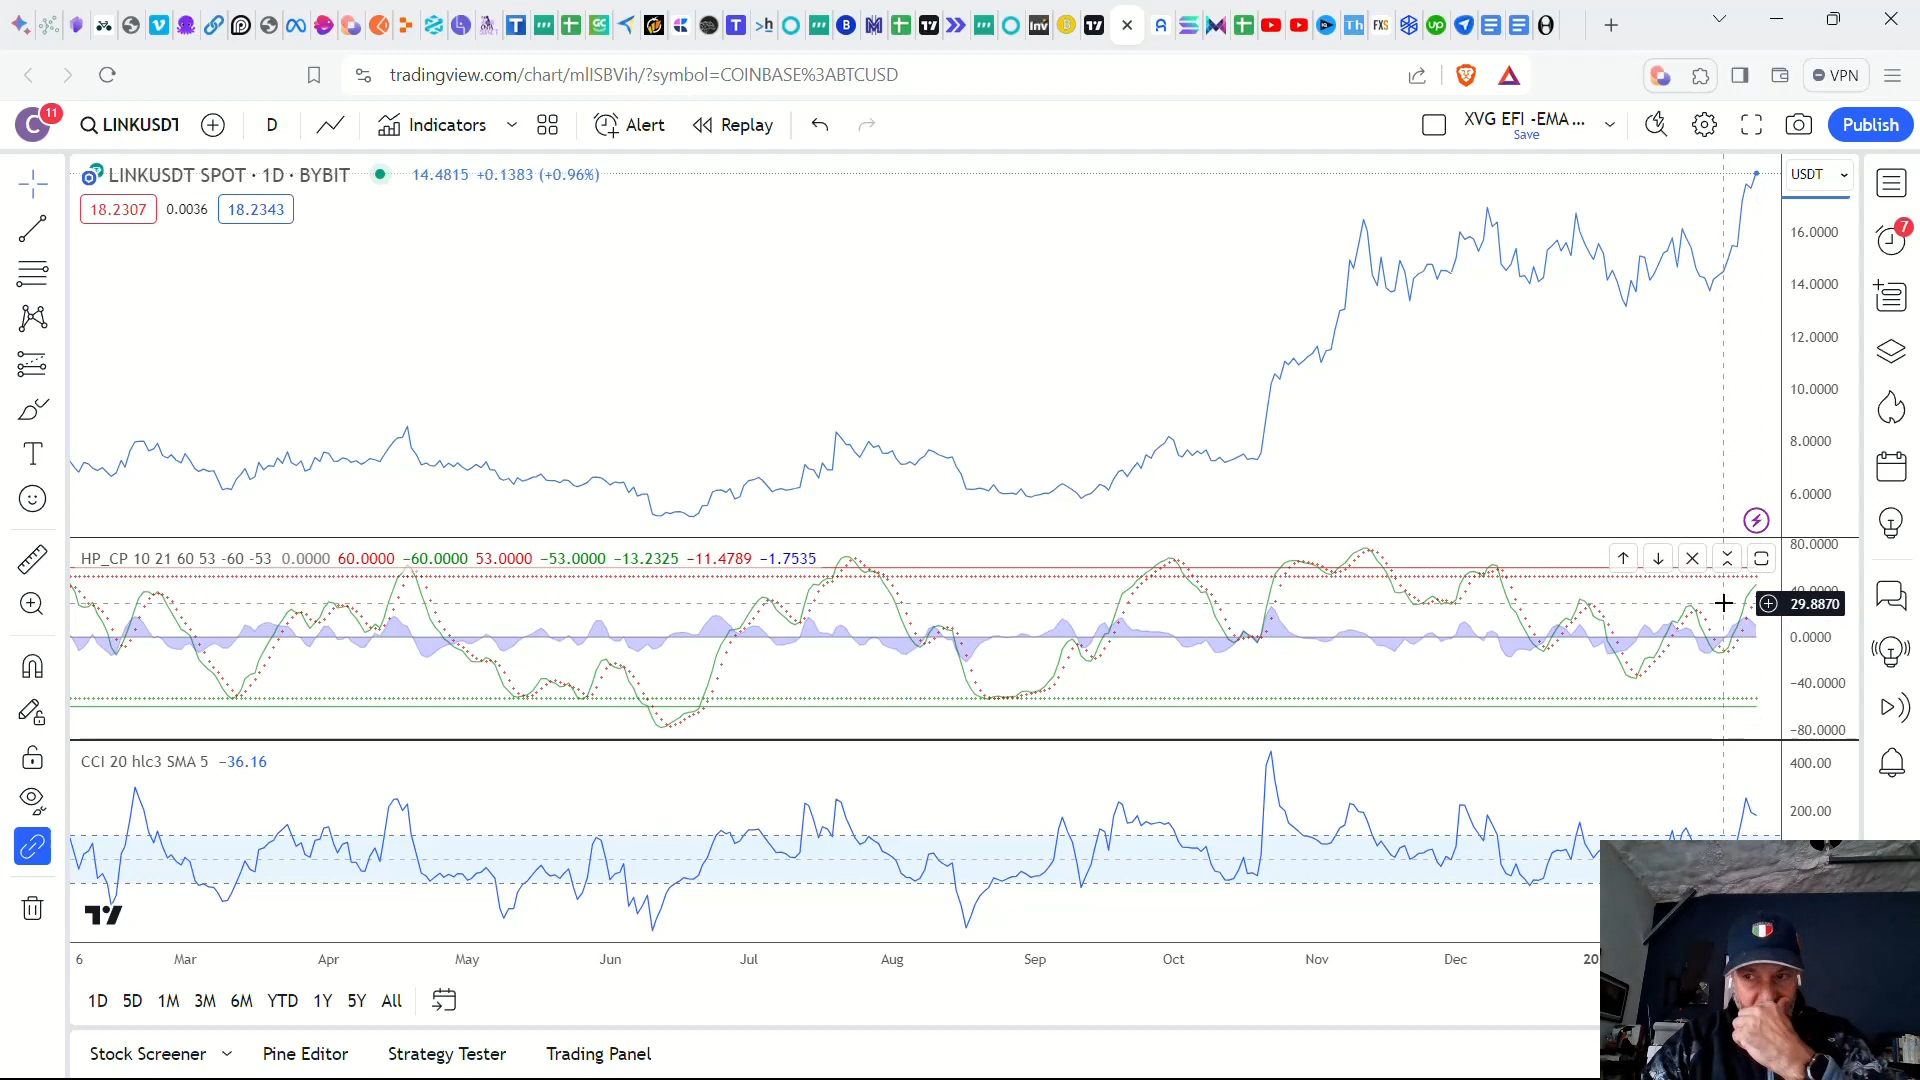 tradingview.com/chart/mlISBVih/?symbol=COINBASE%3ABTCUSD
VPN
C 11
LINKUSDT
D
Indicators
Alert
Replay
XVG EFI -EMA ...
Save
Publish
LINKUSDT SPOT · 1D · BYBIT
14.4815 +0.1383 (+0.96%)
USDT
18.2307
0.0036
18.2343
7
16.0000
14.0000
12.0000
10.0000
8.0000
6.0000
HP_CP 10 21 60 53 -60 -53 0.0000 60.0000 −60.0000 53.0000 −53.0000 −13.2325 −11.4789 −1.7535
80.0000
29.8870
0.0000
−40.0000
−80.0000
CCI 20 hlc3 SMA 5 −36.16
400.00
200.00
6 Mar Apr May Jun Jul Aug Sep Oct Nov Dec 20
1D 5D 1M 3M 6M YTD 1Y 5Y All
Stock Screener
Pine Editor
Strategy Tester
Trading Panel